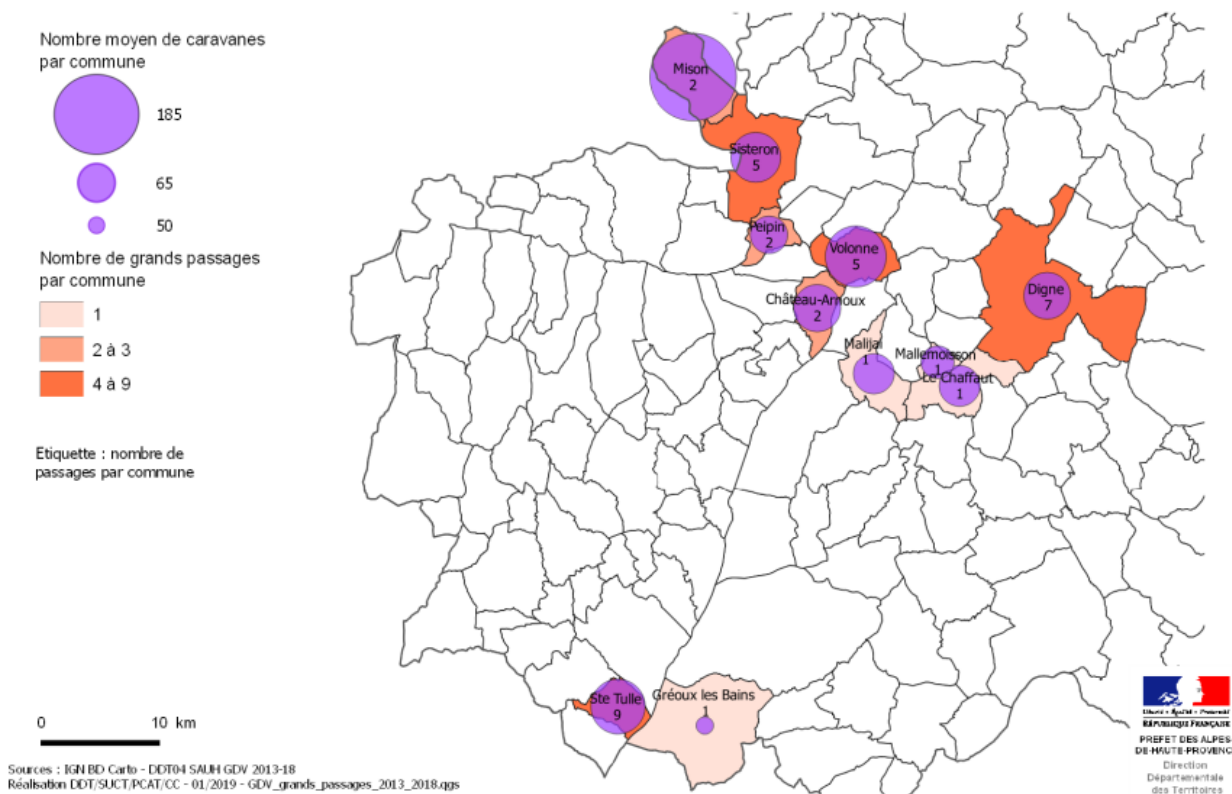 Nombre moyen de caravanes
par commune
185
65
50
Nombre de grands passages
par commune
1
2 à 3
4 à 9
Etiquette : nombre de
passages par commune
Mison
2
Sisteron
5
Peipin
2
Volonne
5
Château-Arnoux
2
Digne
7
Malijai
1
Mallemoisson
1
Le Chaffaut
1
Ste Tulle
9
Gréoux les Bains
1
0 10 km
Sources : IGN BD Carto - DDT04 SAUH GDV 2013-18
Réalisation DDT/SUCT/PCAT/CC - 01/2019 - GDV_grands_passages_2013_2018.qgs
Liberté • Égalité • Fraternité
RÉPUBLIQUE FRANÇAISE
PREFET DES ALPES-
DE-HAUTE-PROVENC
Direction
Départementale
des Territoires